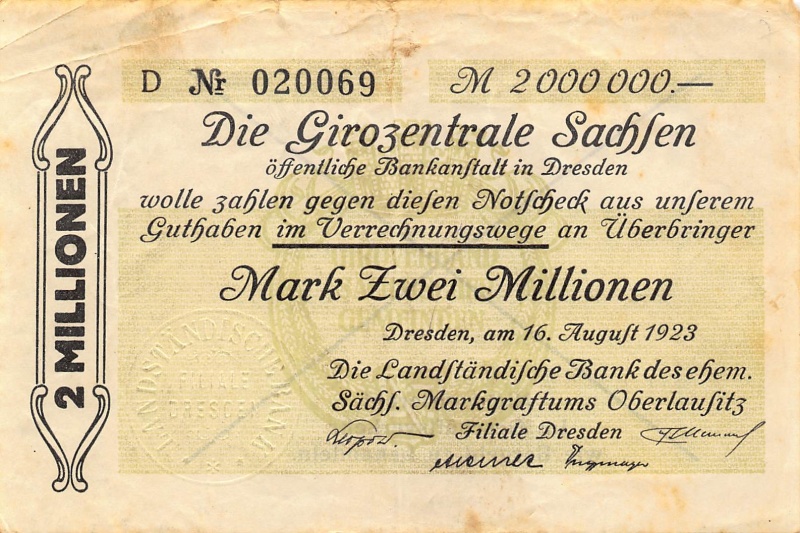 D Nr 020069 M 2000000.—
Die Girozentrale Sachſen
öffentliche Bankanſtalt in Dresden
wolle zahlen gegen dieſen Notſcheck aus unſerem
Guthaben im Verrechnungswege an Überbringer
Mark Zwei Millionen
Dresden, am 16. Auguſt 1923
Die Landſtändiſche Bank des ehem.
Sächſ. Markgraftums Oberlauſitz
Filiale Dresden
2 MILLIONEN